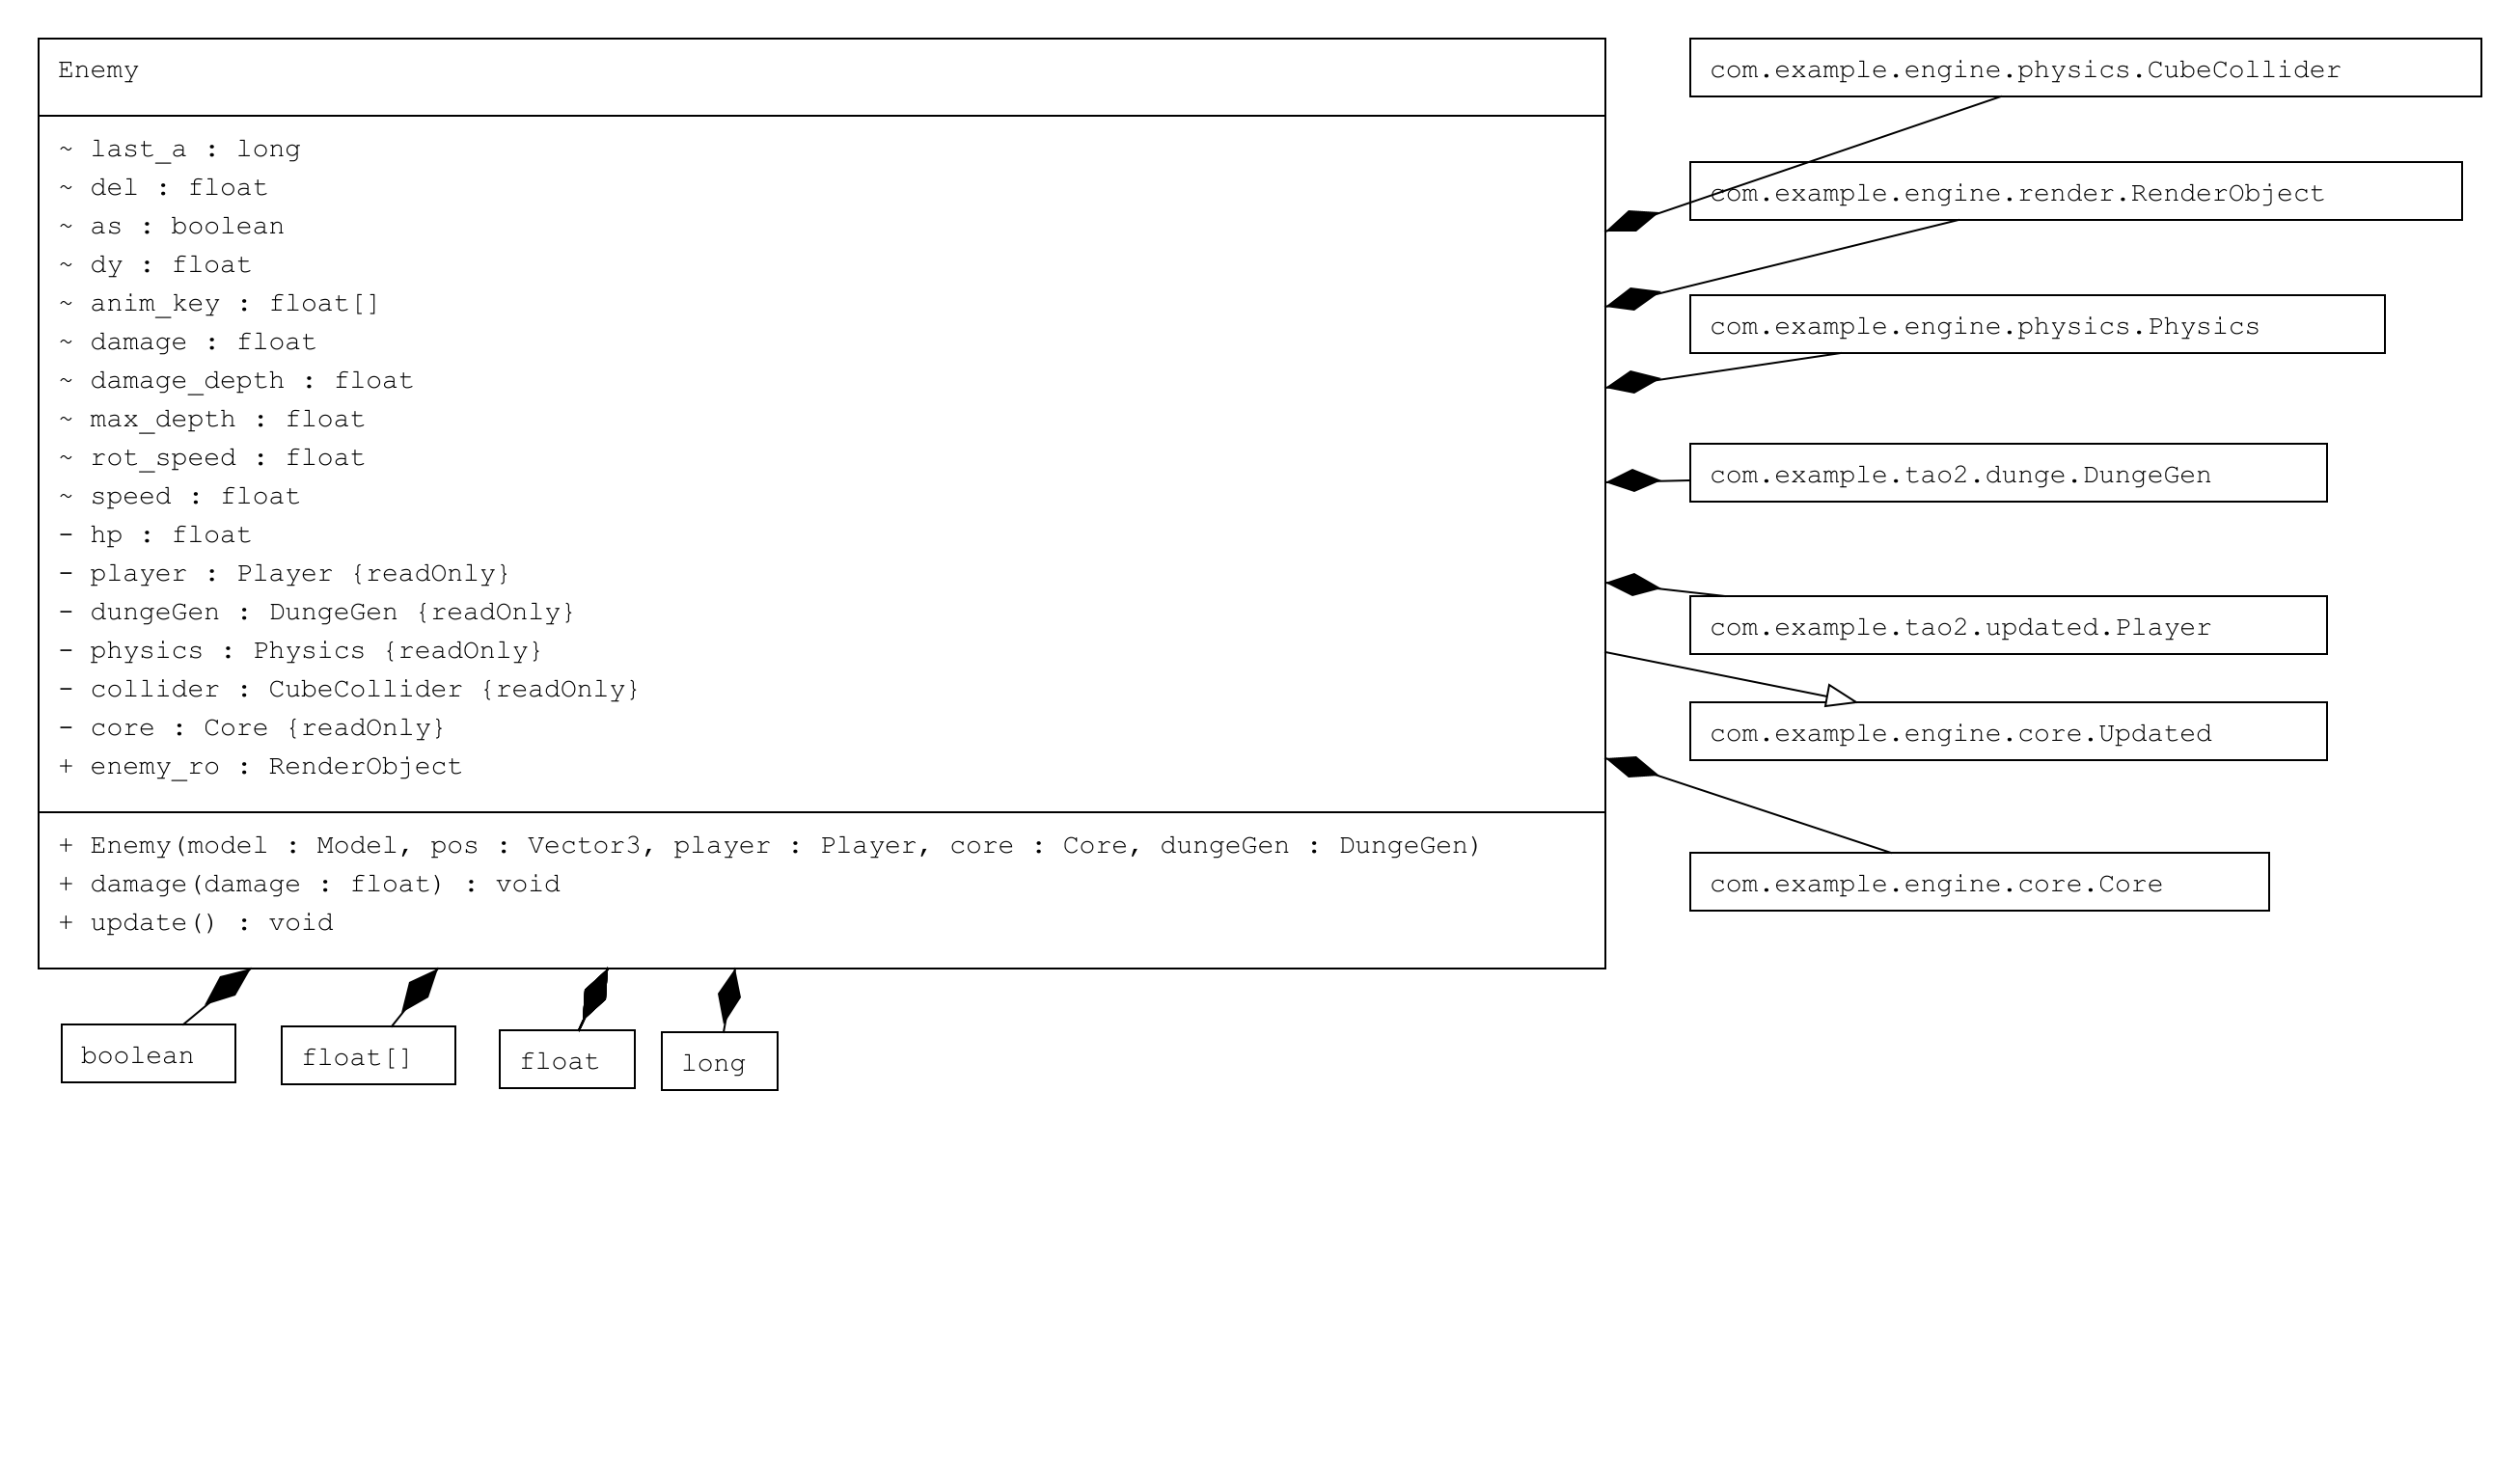 Enemy
~ last_a : long
~ del : float
~ as : boolean
~ dy : float
~ anim_key : float[]
~ damage : float
~ damage_depth : float
~ max_depth : float
~ rot_speed : float
~ speed : float
- hp : float
- player : Player {readOnly}
- dungeGen : DungeGen {readOnly}
- physics : Physics {readOnly}
- collider : CubeCollider {readOnly}
- core : Core {readOnly}
+ enemy_ro : RenderObject
+ Enemy(model : Model, pos : Vector3, player : Player, core : Core, dungeGen : DungeGen)
+ damage(damage : float) : void
+ update() : void
com.example.engine.physics.CubeCollider
com.example.engine.render.RenderObject
com.example.engine.physics.Physics
com.example.tao2.dunge.DungeGen
com.example.tao2.updated.Player
com.example.engine.core.Updated
com.example.engine.core.Core
boolean
float[]
float
long